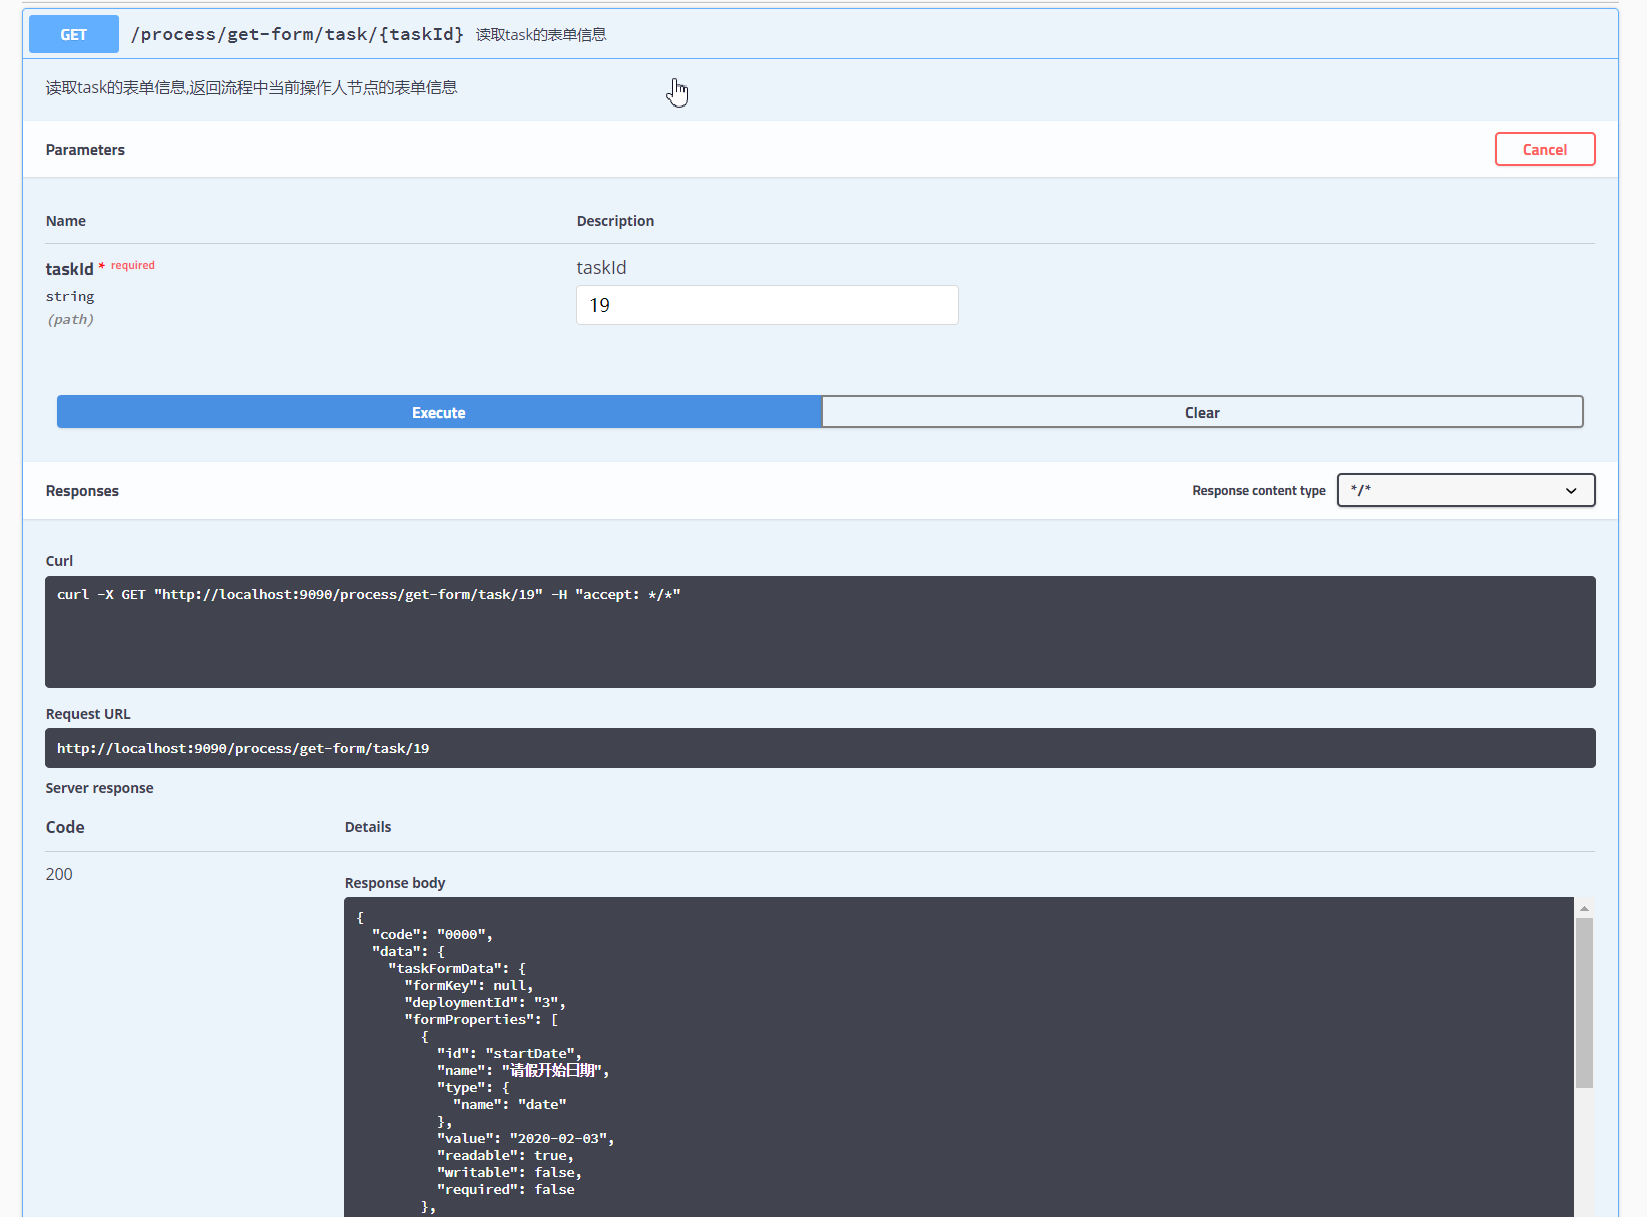 GET /process/get-form/task/{taskId} 读取task的表单信息
读取task的表单信息,返回流程中当前操作人节点的表单信息
Parameters Cancel
Name Description
taskId * required taskId
string 19
(path)
Execute Clear
Responses Response content type */*
Curl
curl -X GET "http://localhost:9090/process/get-form/task/19" -H "accept: */*"
Request URL
http://localhost:9090/process/get-form/task/19
Server response
Code Details
200
Response body
{
"code": "0000",
"data": {
"taskFormData": {
"formKey": null,
"deploymentId": "3",
"formProperties": [
{
"id": "startDate",
"name": "请假开始日期",
"type": {
"name": "date"
},
"value": "2020-02-03",
"readable": true,
"writable": false,
"required": false
},